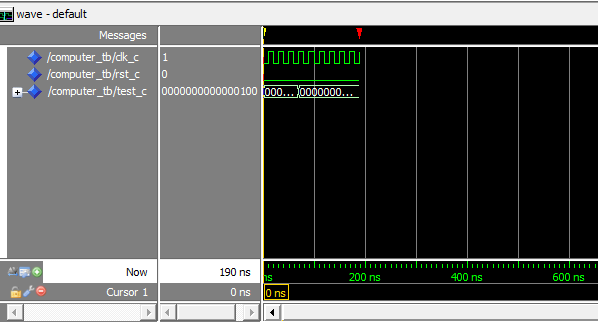 wave - default
Messages
/computer_tb/clk_c 1
/computer_tb/rst_c 0
/computer_tb/test_c 0000000000000100 000... 0000000...
Now 190 ns ns 200 ns 400 ns 600 ns
Cursor 1 0 ns 0 ns